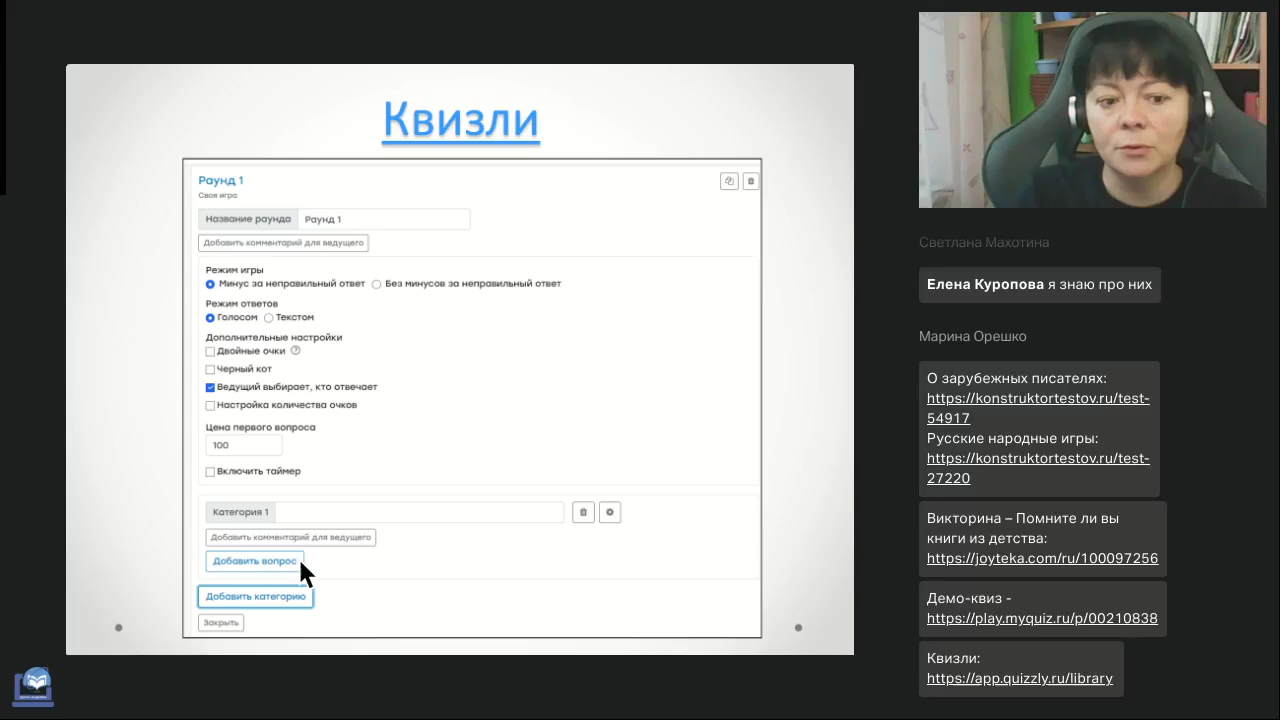 Квизли
Раунд 1
Своя игра
Название раунда Раунд 1
Добавить комментарий для ведущего
Режим игры
Минус за неправильный ответ Без минусов за неправильный ответ
Режим ответов
Голосом Текстом
Дополнительные настройки
Двойные очки ?
Черный кот
Ведущий выбирает, кто отвечает
Настройка количества очков
Цена первого вопроса
100
Включить таймер
Категория 1
Добавить комментарий для ведущего
Добавить вопрос
Добавить категорию
Закрыть
Светлана Махотина
Елена Куропова я знаю про них
Марина Орешко
О зарубежных писателях:
https://konstruktortestov.ru/test-
54917
Русские народные игры:
https://konstruktortestov.ru/test-
27220
Викторина – Помните ли вы
книги из детства:
https://joyteka.com/ru/100097256
Демо-квиз -
https://play.myquiz.ru/p/00210838
Квизли:
https://app.quizzly.ru/library